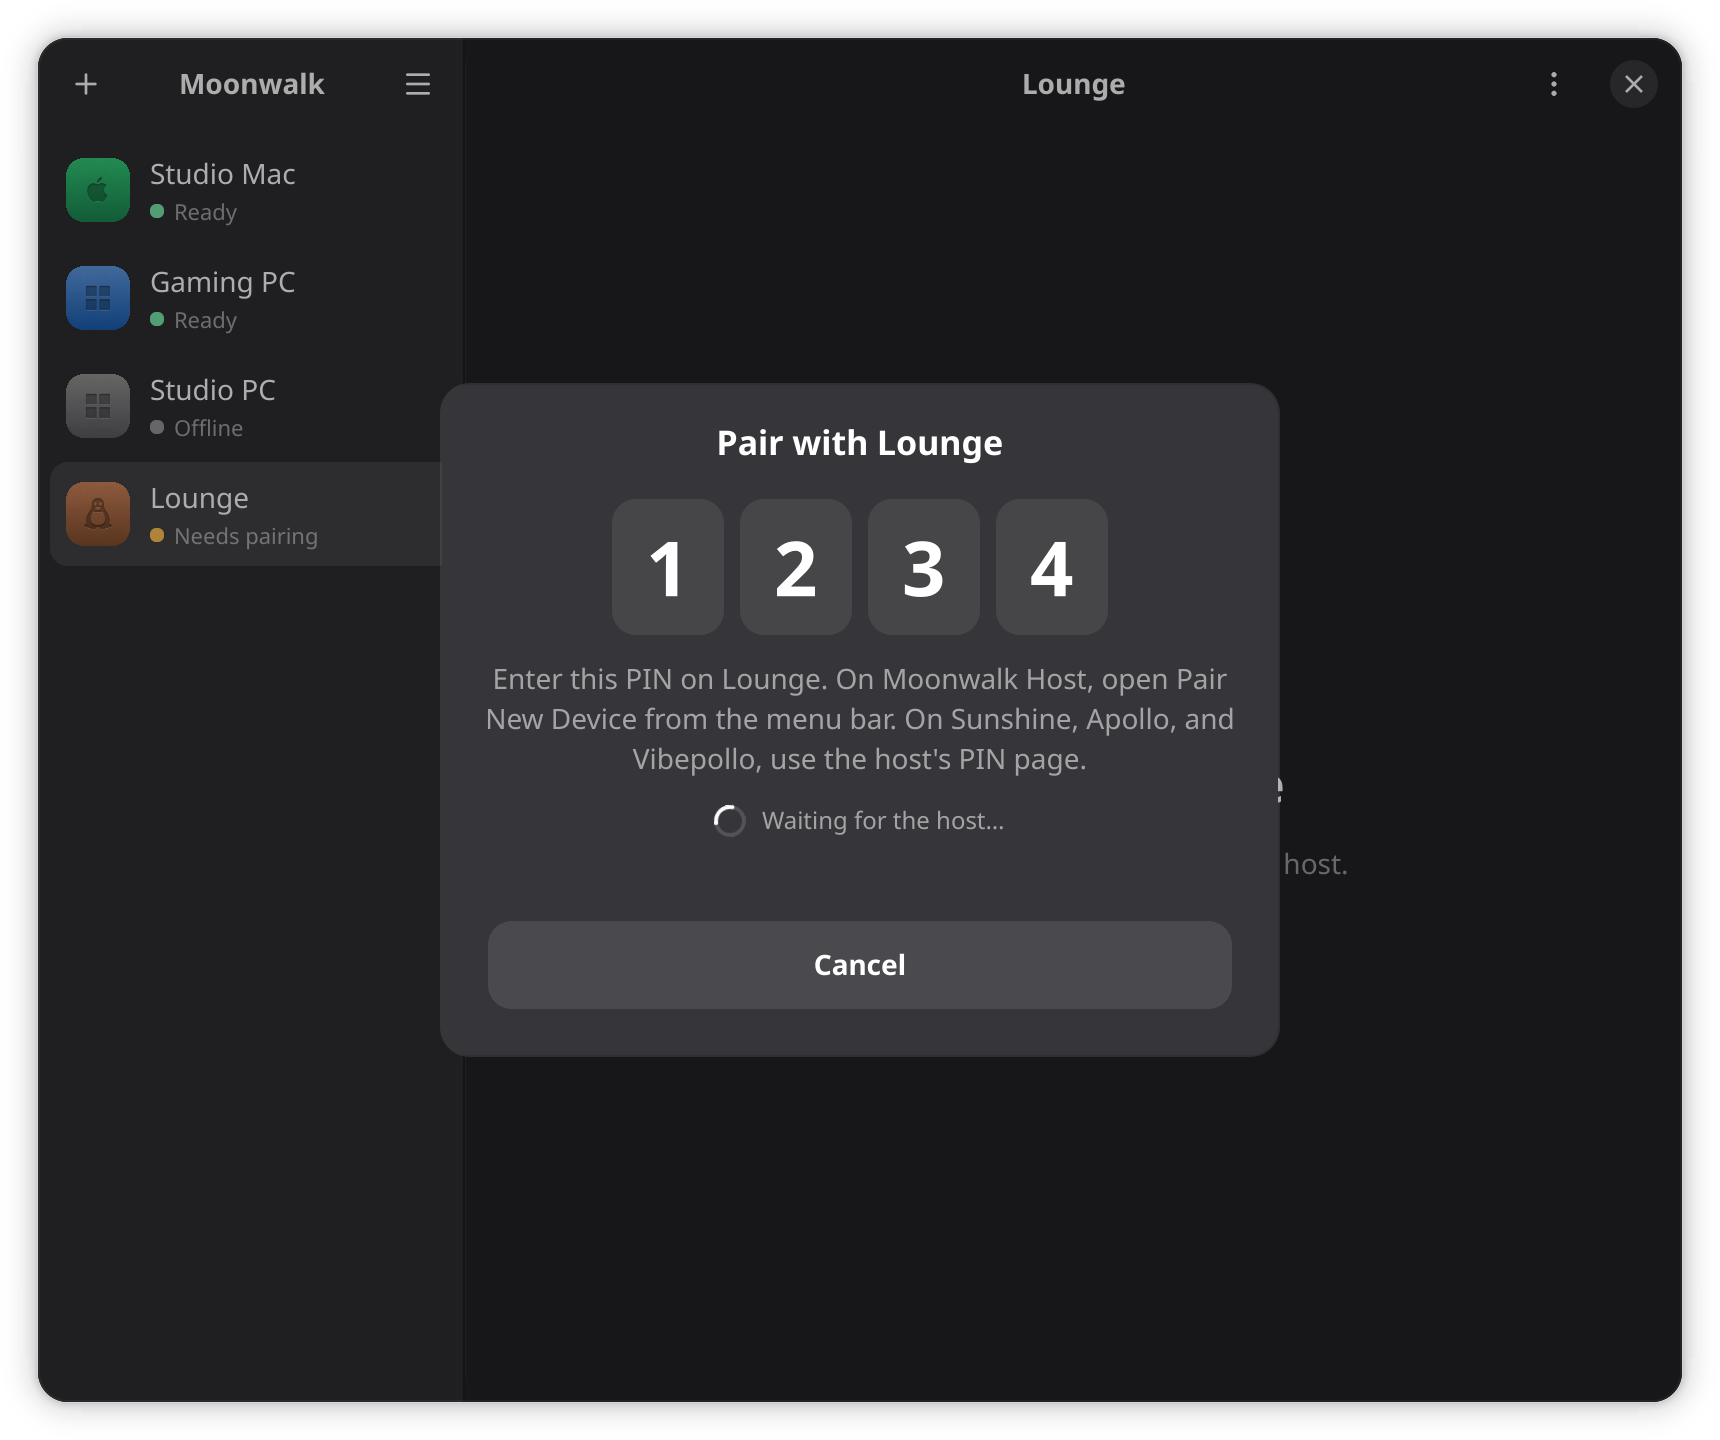 Moonwalk
Lounge
Studio Mac
Ready
Gaming PC
Ready
Studio PC
Offline
Lounge
Needs pairing
Pair with Lounge
1 2 3 4
Enter this PIN on Lounge. On Moonwalk Host, open Pair
New Device from the menu bar. On Sunshine, Apollo, and
Vibepollo, use the host's PIN page.
Waiting for the host...
host.
Cancel